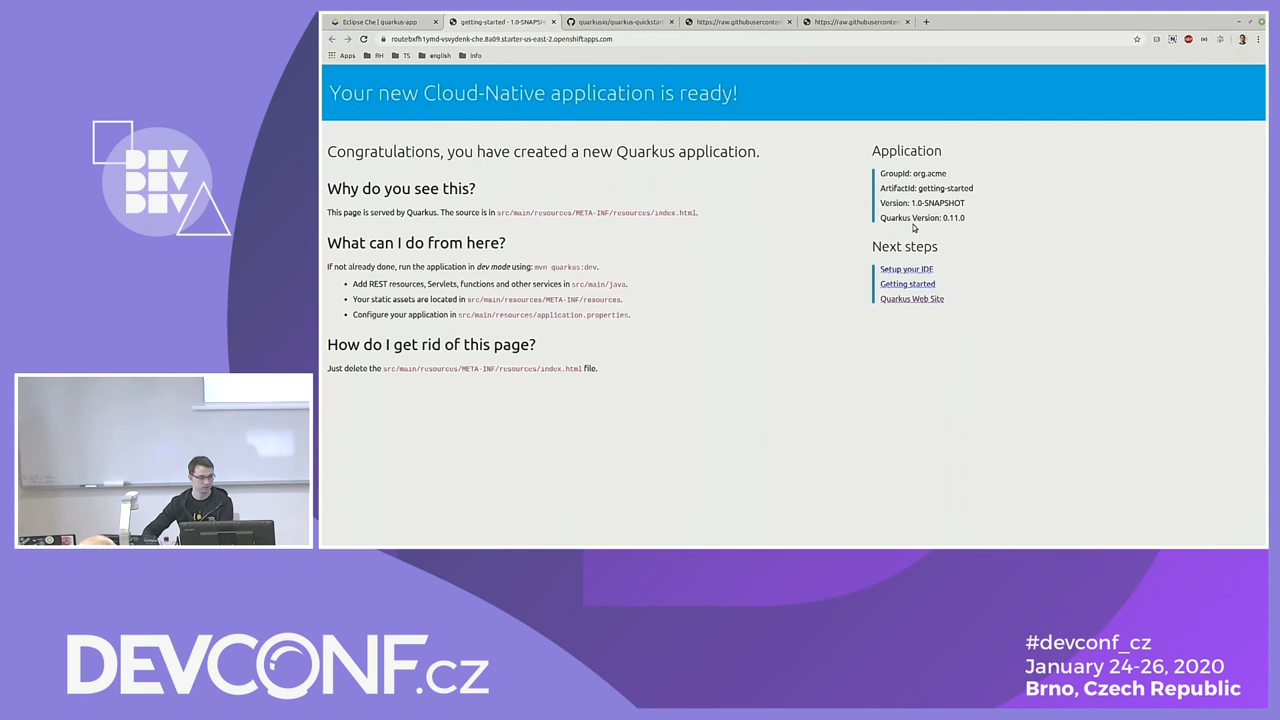 Eclipse Che | quarkus-app
getting-started - 1.0-SNAPSH
quarkusio/quarkus-quickstart
https://raw.githubuserconten
https://raw.githubuserconten
routebxfh1ymd-vsvydenk-che.8a09.starter-us-east-2.openshiftapps.com
Apps RH TS english info
Your new Cloud-Native application is ready!
Congratulations, you have created a new Quarkus application.
Why do you see this?
This page is served by Quarkus. The source is in src/main/resources/META-INF/resources/index.html.
What can I do from here?
If not already done, run the application in dev mode using: mvn quarkus:dev.
• Add REST resources, Servlets, functions and other services in src/main/java.
• Your static assets are located in src/main/resources/META-INF/resources.
• Configure your application in src/main/resources/application.properties.
How do I get rid of this page?
Just delete the src/main/resources/META-INF/resources/index.html file.
Application
GroupId: org.acme
ArtifactId: getting-started
Version: 1.0-SNAPSHOT
Quarkus Version: 0.11.0
Next steps
Setup your IDE
Getting started
Quarkus Web Site
DEV
DEV
DEV
DEVCONF.cz
#devconf_cz
January 24-26, 2020
Brno, Czech Republic